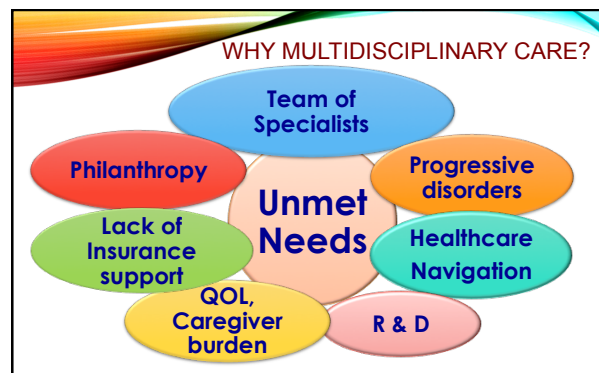 WHY MULTIDISCIPLINARY CARE?
Team of
Specialists
Philanthropy
Progressive
disorders
Unmet
Needs
Lack of
Insurance
support
Healthcare
Navigation
QOL,
Caregiver
burden
R & D